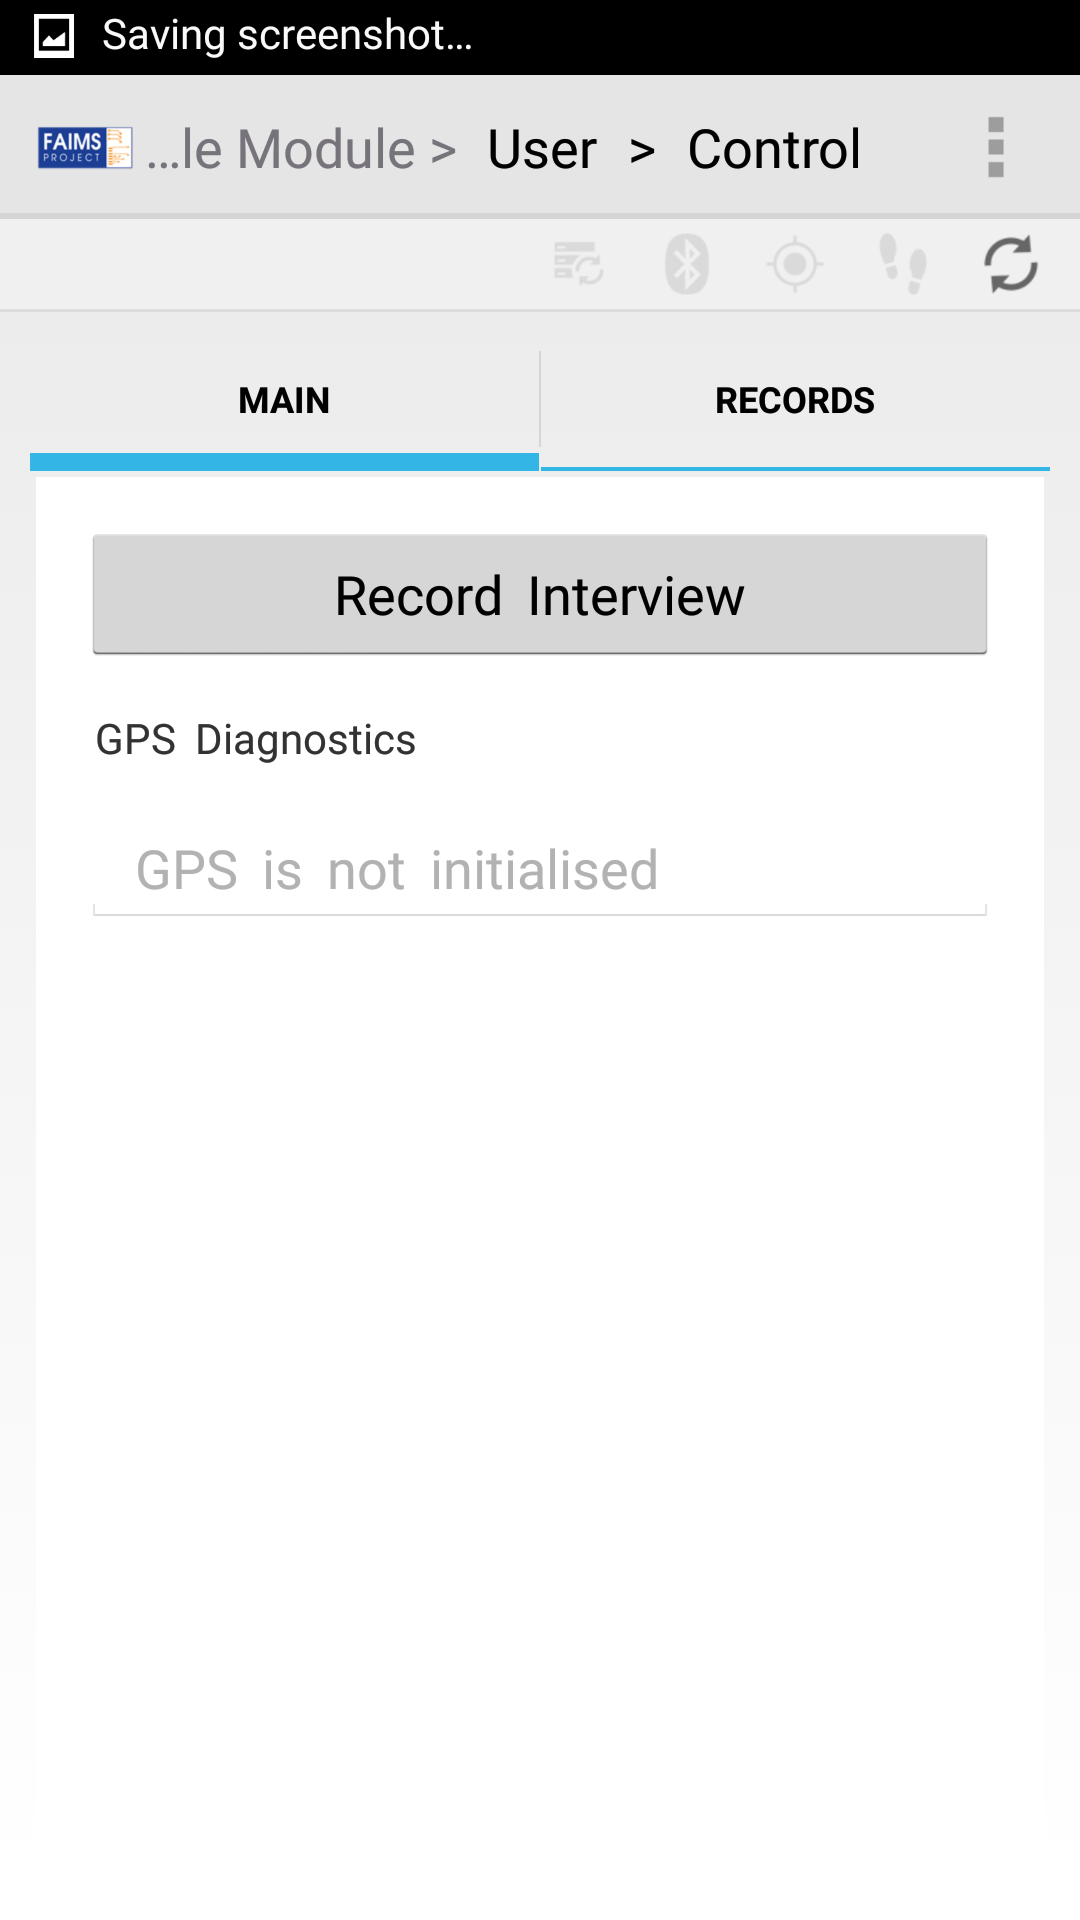 Saving screenshot...
FAIMS
PROJECT
...le Module > User > Control
MAIN
RECORDS
Record Interview
GPS Diagnostics
GPS is not initialised